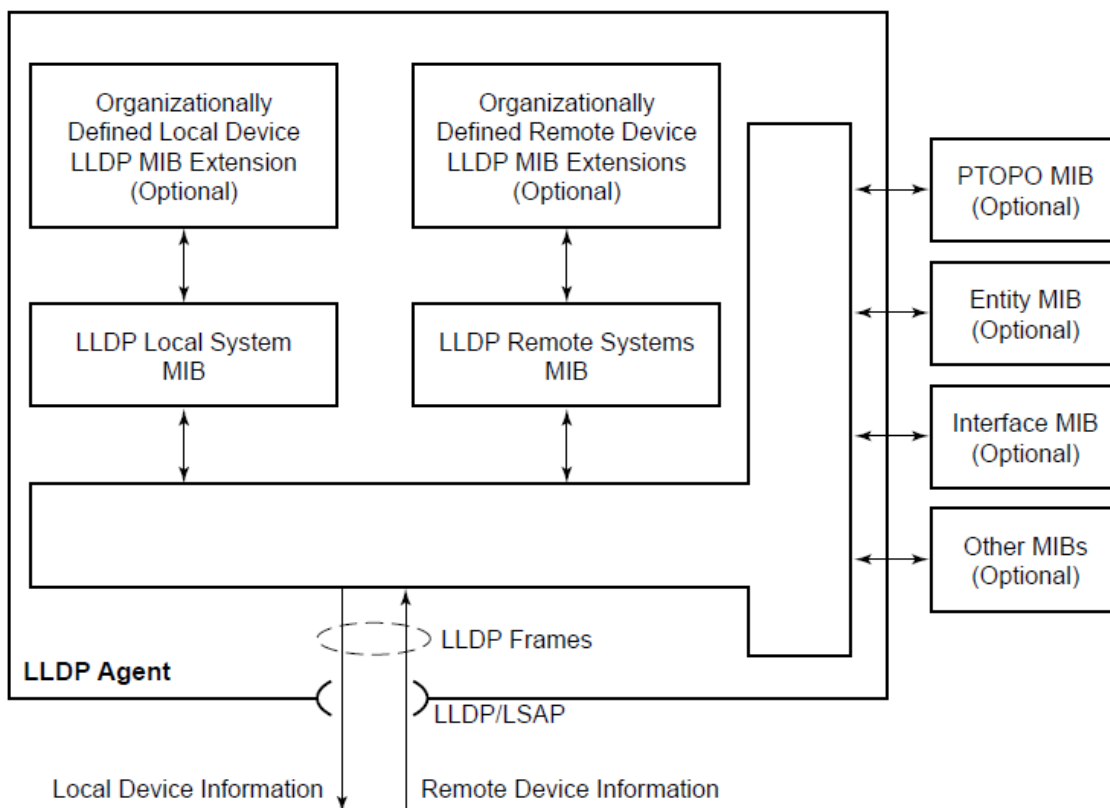 Organizationally
Defined Local Device
LLDP MIB Extension
(Optional)
Organizationally
Defined Remote Device
LLDP MIB Extensions
(Optional)
PTOPO MIB
(Optional)
Entity MIB
(Optional)
LLDP Local System
MIB
LLDP Remote Systems
MIB
Interface MIB
(Optional)
Other MIBs
(Optional)
LLDP Frames
LLDP Agent
LLDP/LSAP
Local Device Information
Remote Device Information